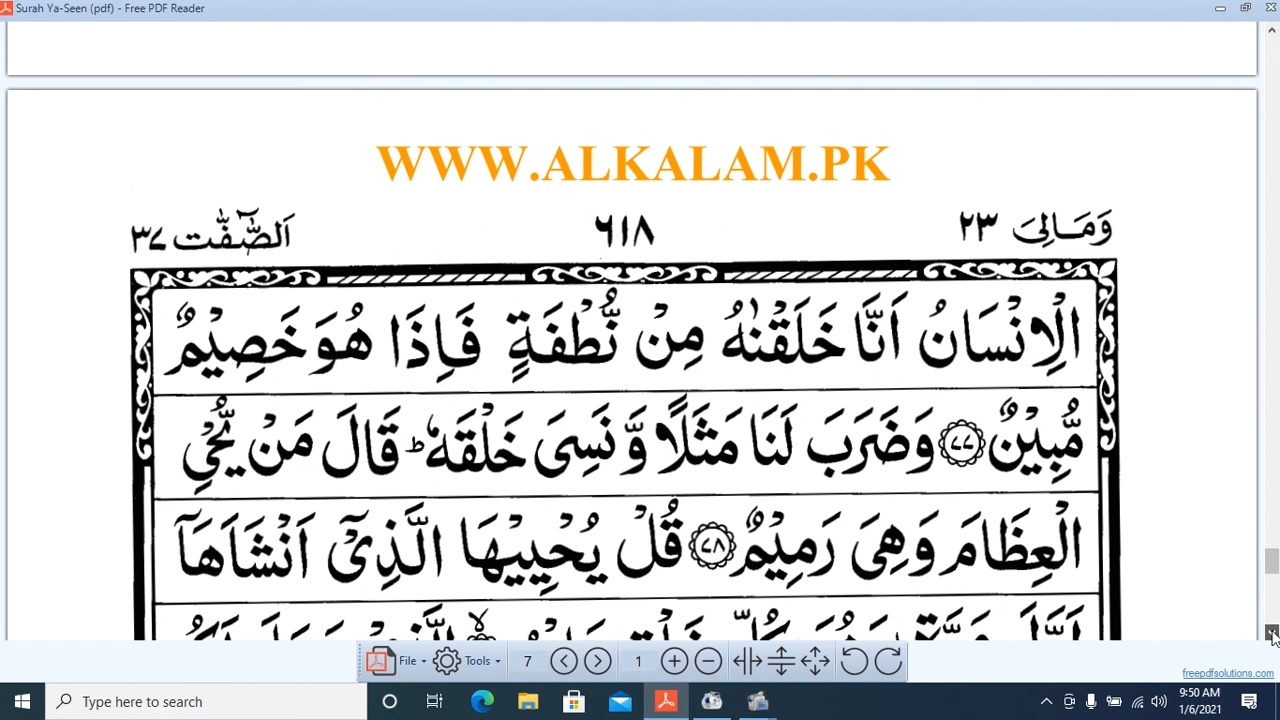 Surah Ya-Seen (pdf) - Free PDF Reader
WWW.ALKALAM.PK
وَمَالِیَ ٢٣ ٦١٨ اَلصّٰٓفّٰت ٣٧
الْاِنْسَانُ اَنَّا خَلَقْنٰهُ مِنْ نُّطْفَةٍ فَاِذَا هُوَ خَصِيْمٌ
مُّبِيْنٌ ﴿٧٧﴾ وَضَرَبَ لَنَا مَثَلًا وَّ نَسِیَ خَلْقَهٗ ؕ قَالَ مَنْ يُّحْیِ
الْعِظَامَ وَهِیَ رَمِيْمٌ ﴿٧٨﴾ قُلْ يُحْيِيْهَا الَّذِیْۤ اَنْشَاَهَاۤ
File Tools 7 1
freepdfsolutions.com
Type here to search
9:50 AM
1/6/2021